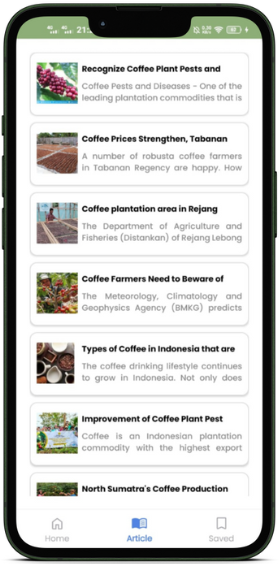 Recognize Coffee Plant Pests and
Coffee Pests and Diseases - One of the
leading plantation commodities that is
Coffee Prices Strengthen, Tabanan
A number of robusta coffee farmers
in Tabanan Regency are happy. How
Coffee plantation area in Rejang
The Department of Agriculture and
Fisheries (Distankan) of Rejang Lebong
Coffee Farmers Need to Beware of
The Meteorology, Climatology and
Geophysics Agency (BMKG) predicts
Types of Coffee in Indonesia that are
The coffee drinking lifestyle continues
to grow in Indonesia. Not only does
Improvement of Coffee Plant Pest
Coffee is an Indonesian plantation
commodity with the highest export
North Sumatra's Coffee Production
Home
Article
Saved